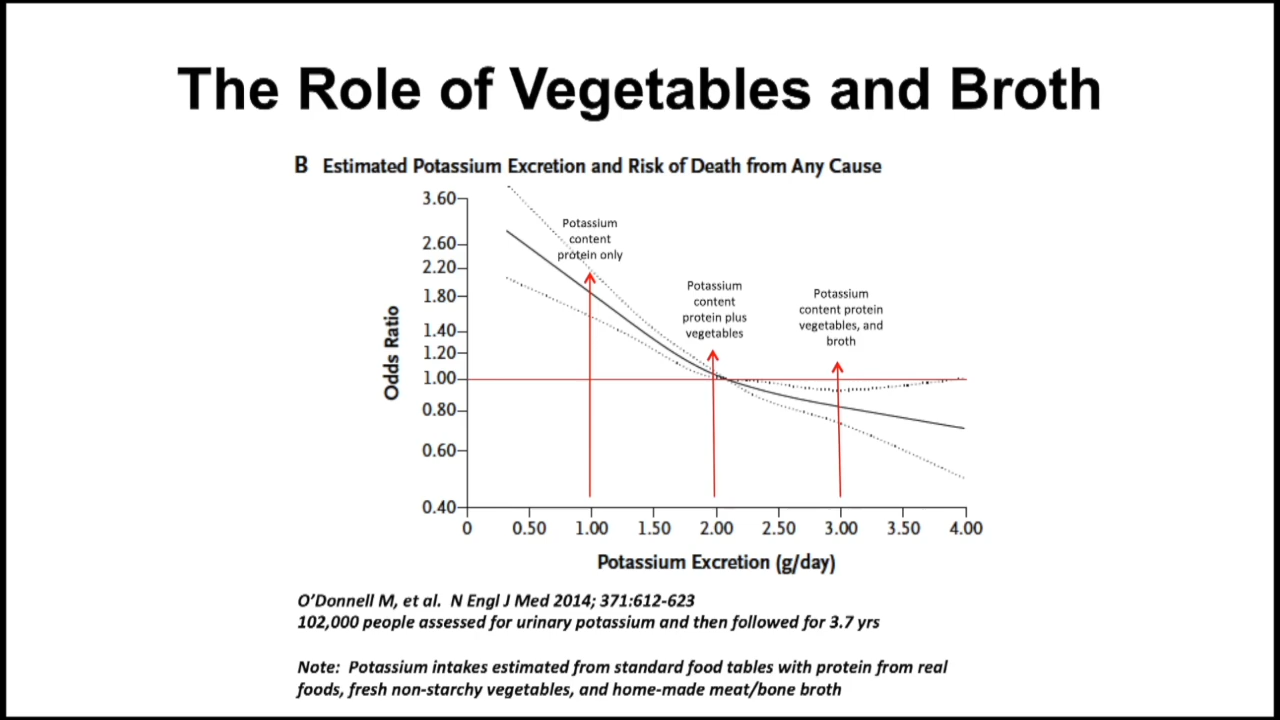 The Role of Vegetables and Broth
B Estimated Potassium Excretion and Risk of Death from Any Cause
3.60
2.60
2.20
1.80
1.40
1.20
1.00
0.80
0.60
0.40
Odds Ratio
Potassium
content
protein only
Potassium
content
protein plus
vegetables
Potassium
content protein
vegetables, and
broth
0 0.50 1.00 1.50 2.00 2.50 3.00 3.50 4.00
Potassium Excretion (g/day)
O’Donnell M, et al. N Engl J Med 2014; 371:612-623
102,000 people assessed for urinary potassium and then followed for 3.7 yrs
Note: Potassium intakes estimated from standard food tables with protein from real
foods, fresh non-starchy vegetables, and home-made meat/bone broth